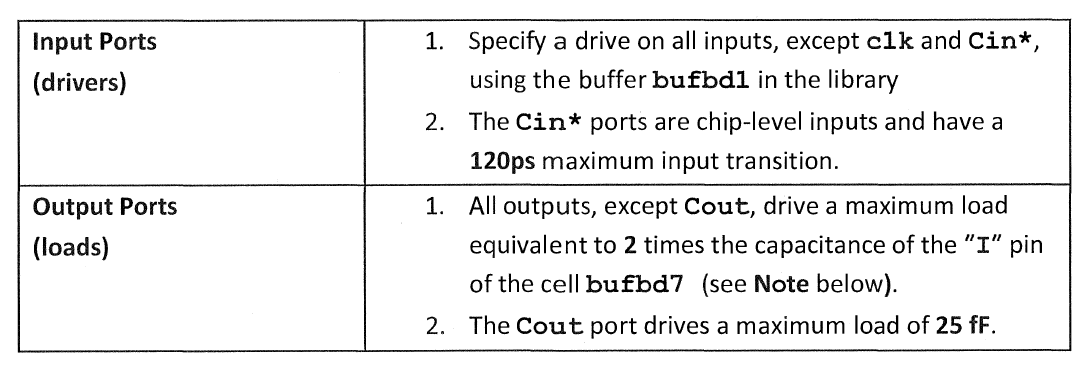 Input Ports
(drivers)
1. Specify a drive on all inputs, except clk and Cin*,
using the buffer bufbd1 in the library
2. The Cin* ports are chip-level inputs and have a
120ps maximum input transition.
Output Ports
(loads)
1. All outputs, except Cout, drive a maximum load
equivalent to 2 times the capacitance of the "I" pin
of the cell bufbd7 (see Note below).
2. The Cout port drives a maximum load of 25 fF.